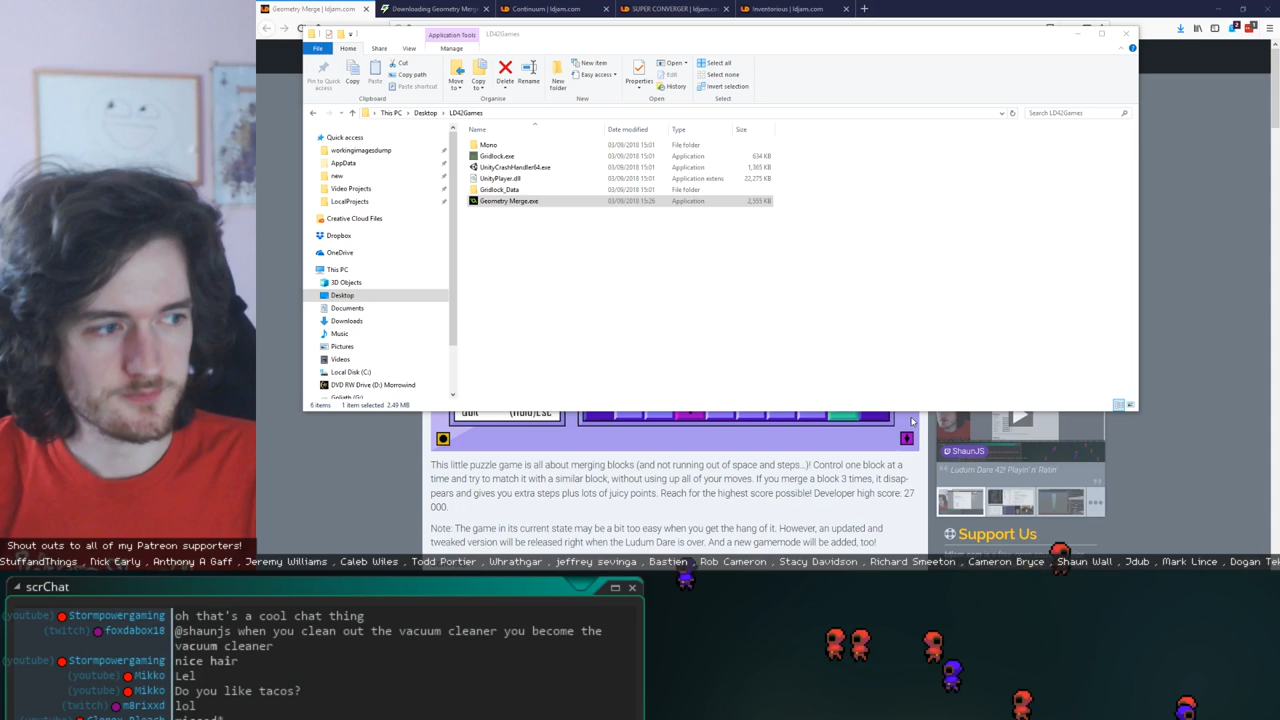 Geometry Merge | ldjam.com
Downloading Geometry Merg
Continuum | ldjam.com
SUPER CONVERGER | ldjam.co
Inventorious | ldjam.com
Application Tools
LD42Games
File
Home
Share
View
Manage
Pin to Quick access
Copy
Paste
Cut
Copy path
Paste shortcut
Clipboard
Move to
Copy to
Delete
Rename
Organise
New folder
New item
Easy access
New
Properties
Open
Edit
History
Open
Select all
Select none
Invert selection
Select
This PC
Desktop
LD42Games
Search LD42Games
Name
Date modified
Type
Size
Mono
03/09/2018 15:01
File folder
Gridlock.exe
03/09/2018 15:01
Application
634 KB
UnityCrashHandler64.exe
03/09/2018 15:01
Application
1,365 KB
UnityPlayer.dll
03/09/2018 15:01
Application extens
22,275 KB
Gridlock_Data
03/09/2018 15:01
File folder
Geometry Merge.exe
03/09/2018 15:26
Application
2,555 KB
Quick access
workingimagesdump
AppData
new
Video Projects
LocalProjects
Creative Cloud Files
Dropbox
OneDrive
This PC
3D Objects
Desktop
Documents
Downloads
Music
Pictures
Videos
Local Disk (C:)
DVD RW Drive (D:) Morrowind
6 items
1 item selected 2.49 MB
(Hold)Esc
This little puzzle game is all about merging blocks (and not running out of space and steps...)! Control one block at a
time and try to match it with a similar block, without using up all of your moves. If you merge a block 3 times, it disap-
pears and gives you extra steps plus lots of juicy points. Reach for the highest score possible! Developer high score: 27
000.
Note: The game in its current state may be a bit too easy when you get the hang of it. However, an updated and
tweaked version will be released right when the Ludum Dare is over. And a new gamemode will be added, too!
ShaunJS
Ludum Dare 42! Playin' n' Ratin'
Support Us
Shout outs to all of my Patreon supporters!
StuffandThings , Nick Early , Anthony A Gaff , Jeremy Williams , Caleb Wiles , Todd Portier , Whrathgar , jeffrey sevinga , Bastien , Rob Cameron , Stacy Davidson , Richard Smeeton , Cameron Bryce , Shaun Wall , Jdub , Mark Lince , Dogan Tek
scrChat
(youtube) Stormpowergaming oh that's a cool chat thing
(twitch) foxdabox18 @shaunjs when you clean out the vacuum cleaner you become the
vacuum cleaner
(youtube) Stormpowergaming nice hair
(youtube) Mikko Lel
(youtube) Mikko Do you like tacos?
(twitch) m8rixxd lol